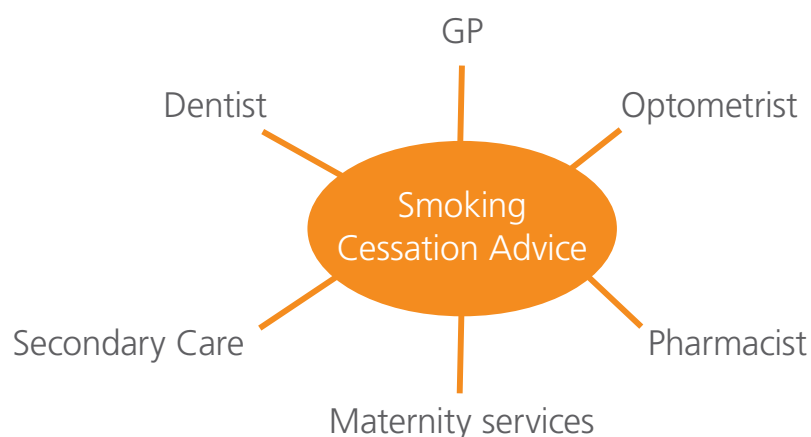 GP
Dentist
Optometrist
Smoking
Cessation Advice
Secondary Care
Pharmacist
Maternity services